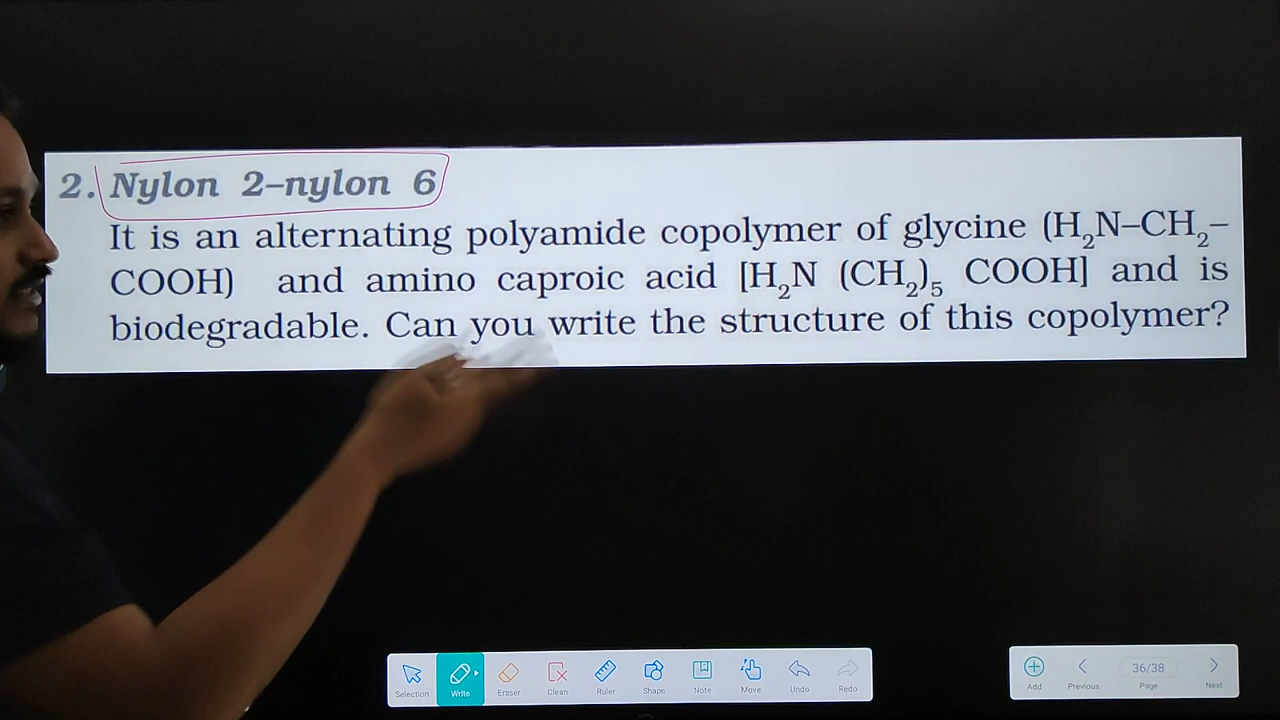 2. Nylon 2–nylon 6
It is an alternating polyamide copolymer of glycine (H₂N–CH₂–
COOH) and amino caproic acid [H₂N (CH₂)₅ COOH] and is
biodegradable. Can you write the structure of this copolymer?
Selection Write Eraser Clean Ruler Shape Note Move Undo Redo
Add Previous 36/38 Page Next